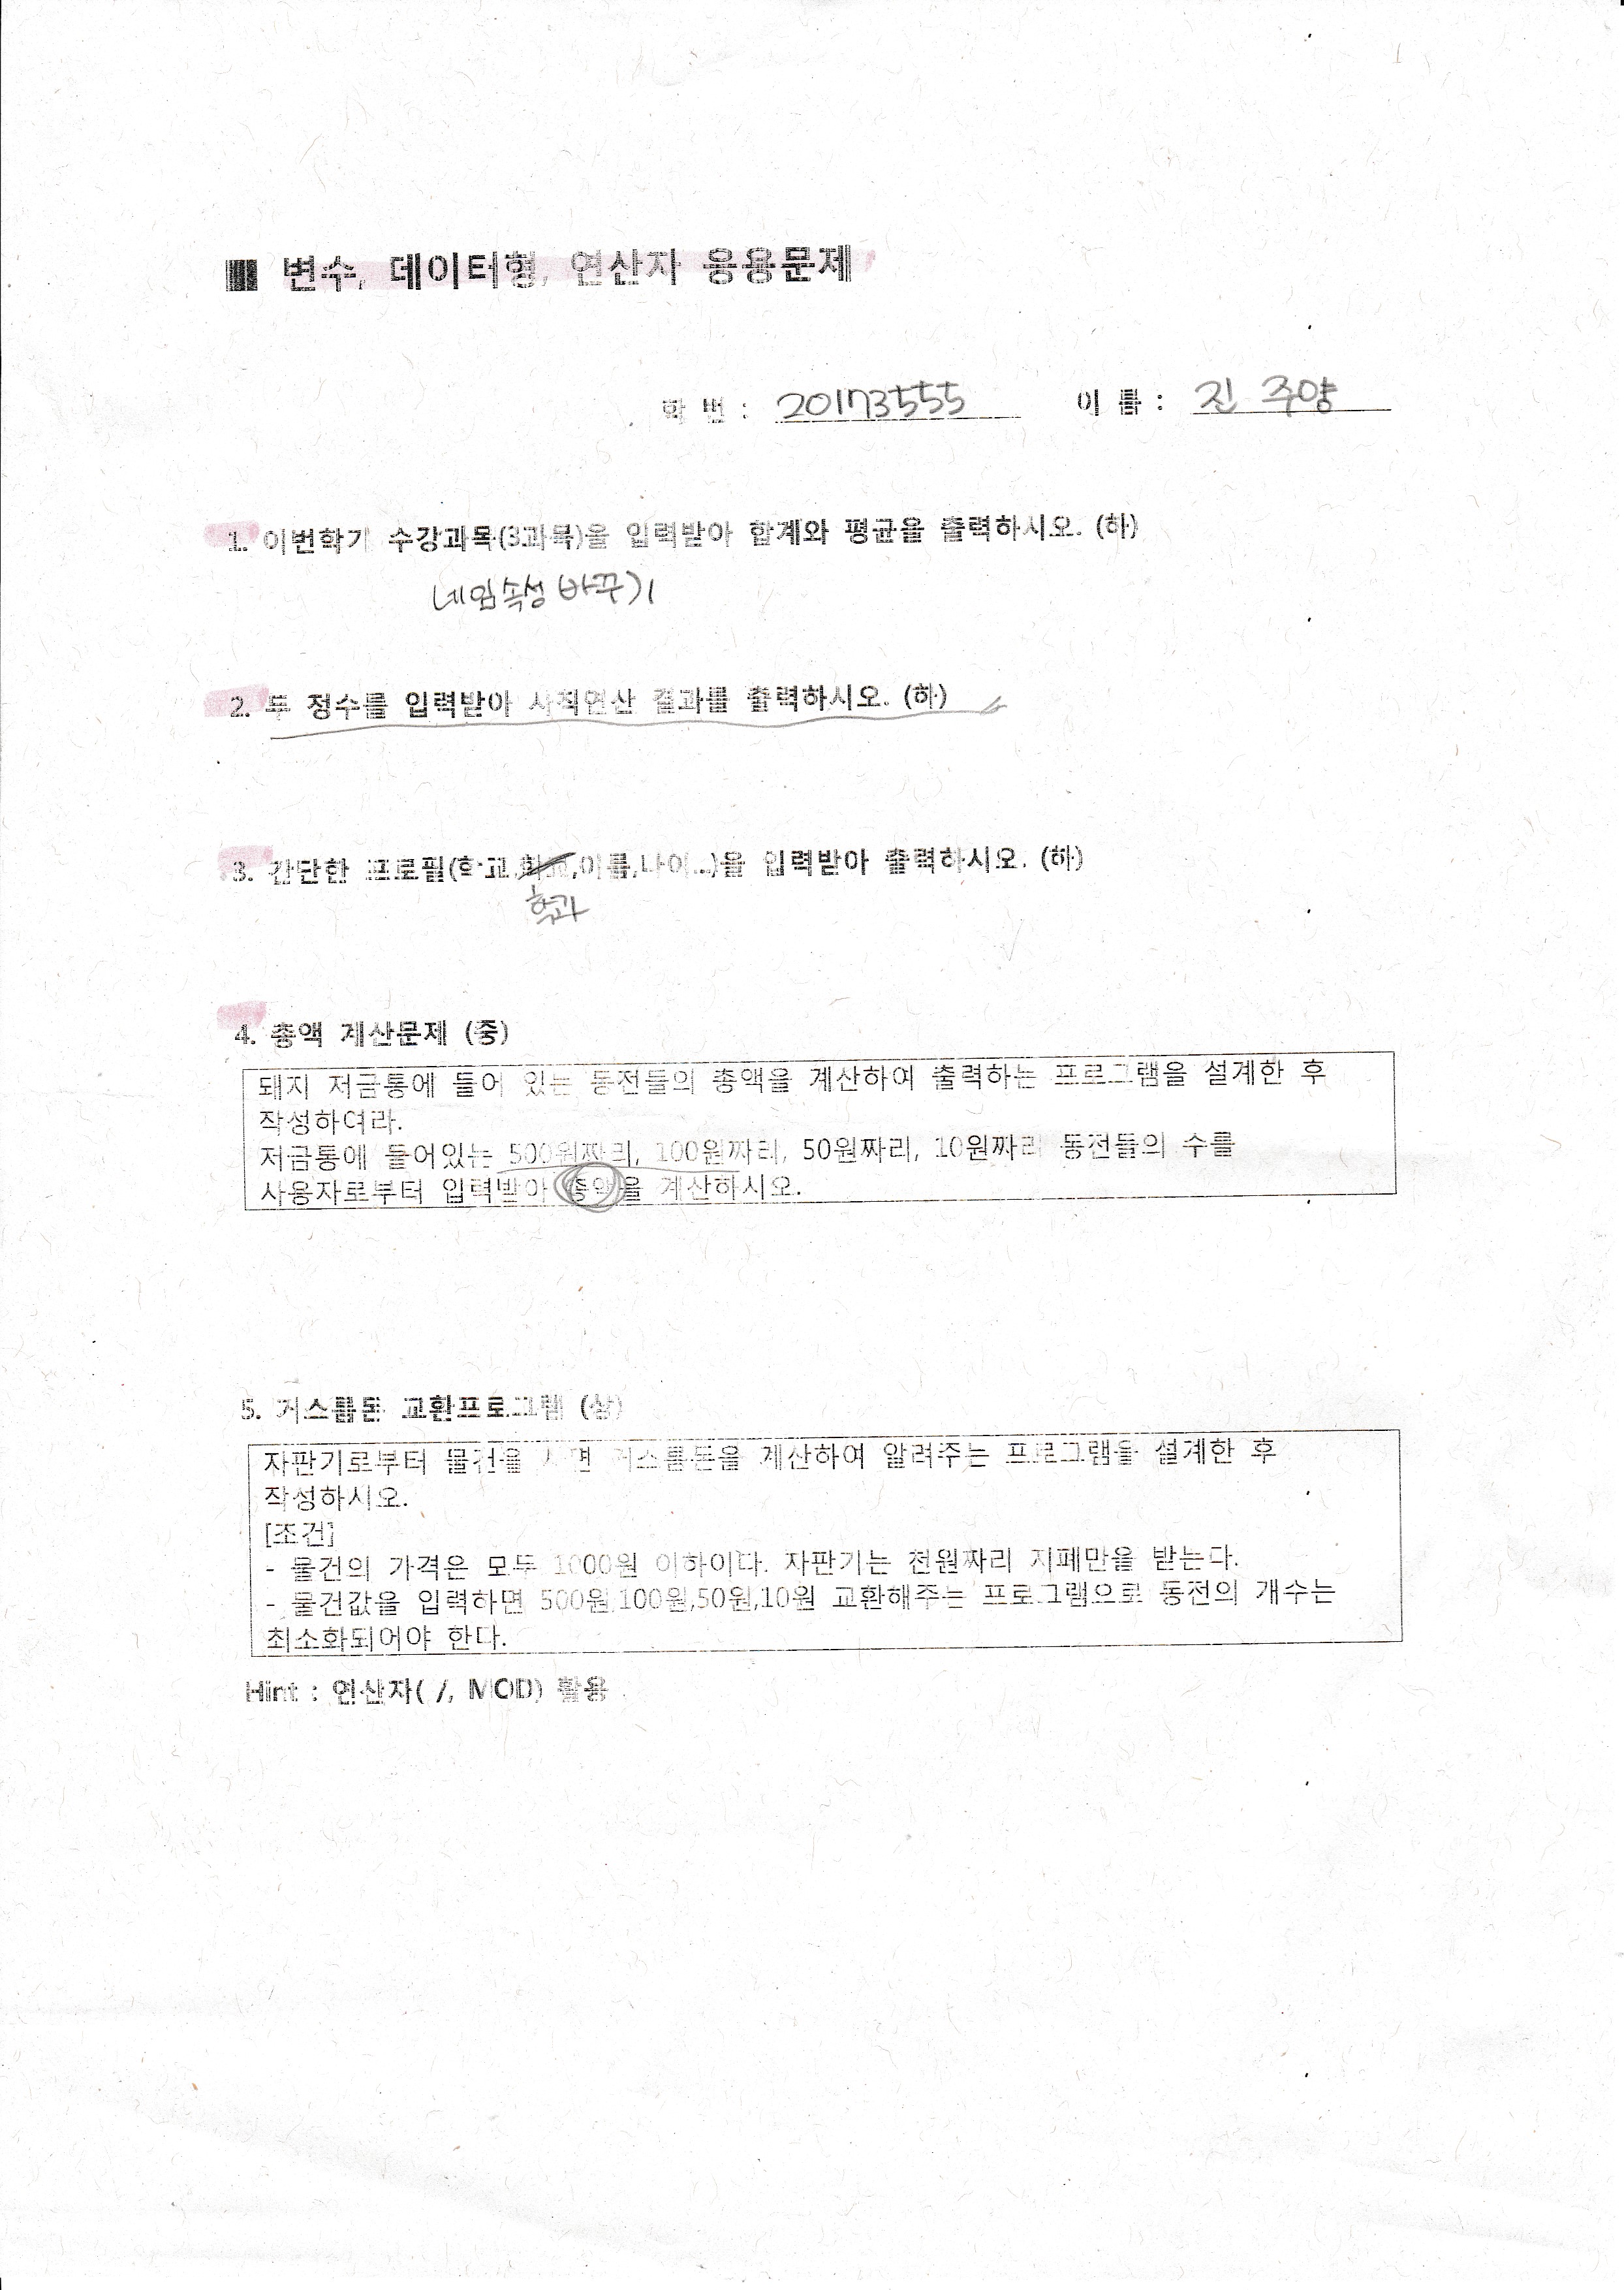 ■ 변수, 데이터형, 연산자 응용문제
학 번 : 20173555 이 름 : 진 주양
1. 이번학기 수강과목(3과목)을 입력받아 합계와 평균을 출력하시오. (하)
네임속성 바꾸기
2. 두 정수를 입력받아 사칙연산 결과를 출력하시오. (하)
3. 간단한 프로필(학교,,이름,나이...)을 입력받아 출력하시오. (하)
학과
4. 총액 계산문제 (중)
돼지 저금통에 들어 있는 동전들의 총액을 계산하여 출력하는 프로그램을 설계한 후
작성하여라.
저금통에 들어있는 500원짜리, 100원짜리, 50원짜리, 10원짜리 동전들의 수를
사용자로부터 입력받아 총액을 계산하시오.
5. 거스름돈 교환프로그램 (상)
자판기로부터 물건을 사면 거스름돈을 계산하여 알려주는 프로그램을 설계한 후
작성하시오.
[조건]
- 물건의 가격은 모두 1000원 이하이다. 자판기는 천원짜리 지폐만을 받는다.
- 물건값을 입력하면 500원,100원,50원,10원 교환해주는 프로그램으로 동전의 개수는
최소화되어야 한다.
Hint : 연산자( /, MOD) 활용